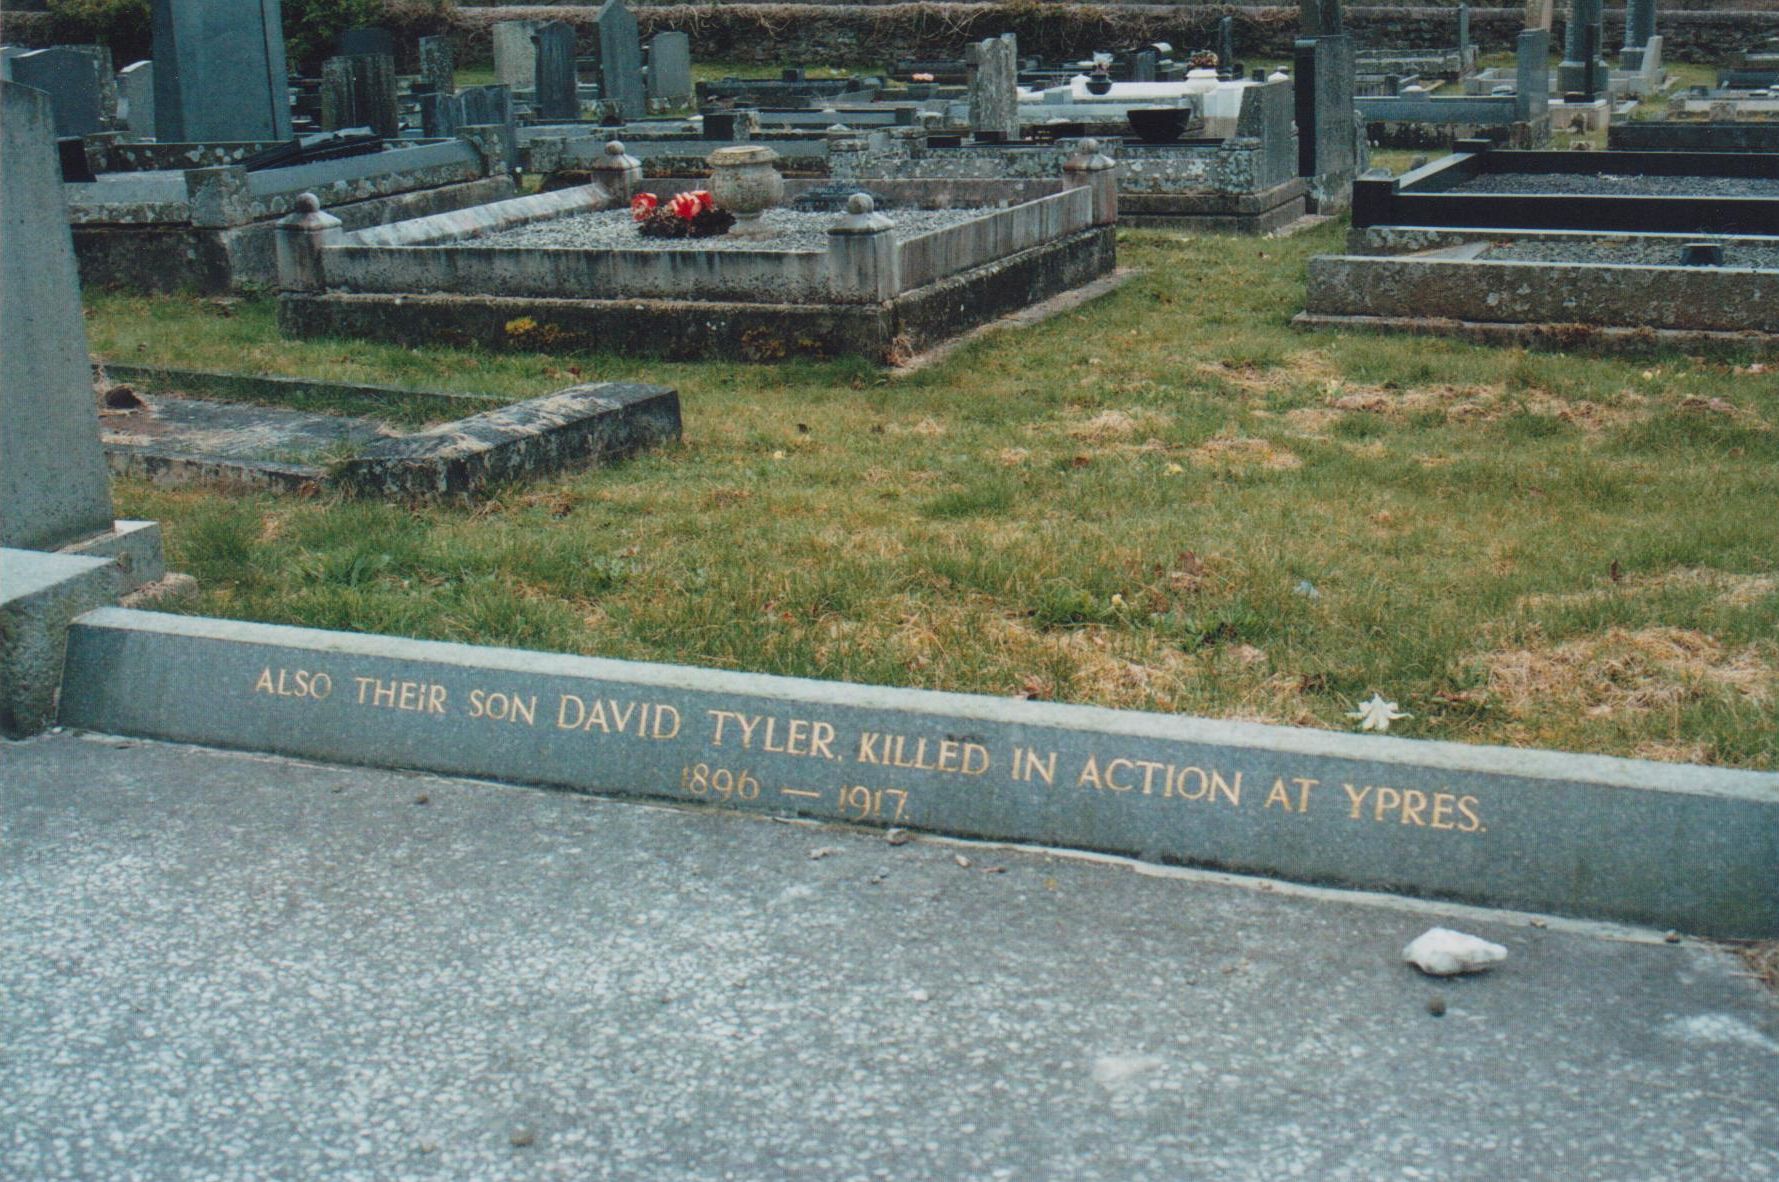 ALSO THEIR SON DAVID TYLER, KILLED IN ACTION AT YPRES.
1896 — 1917.